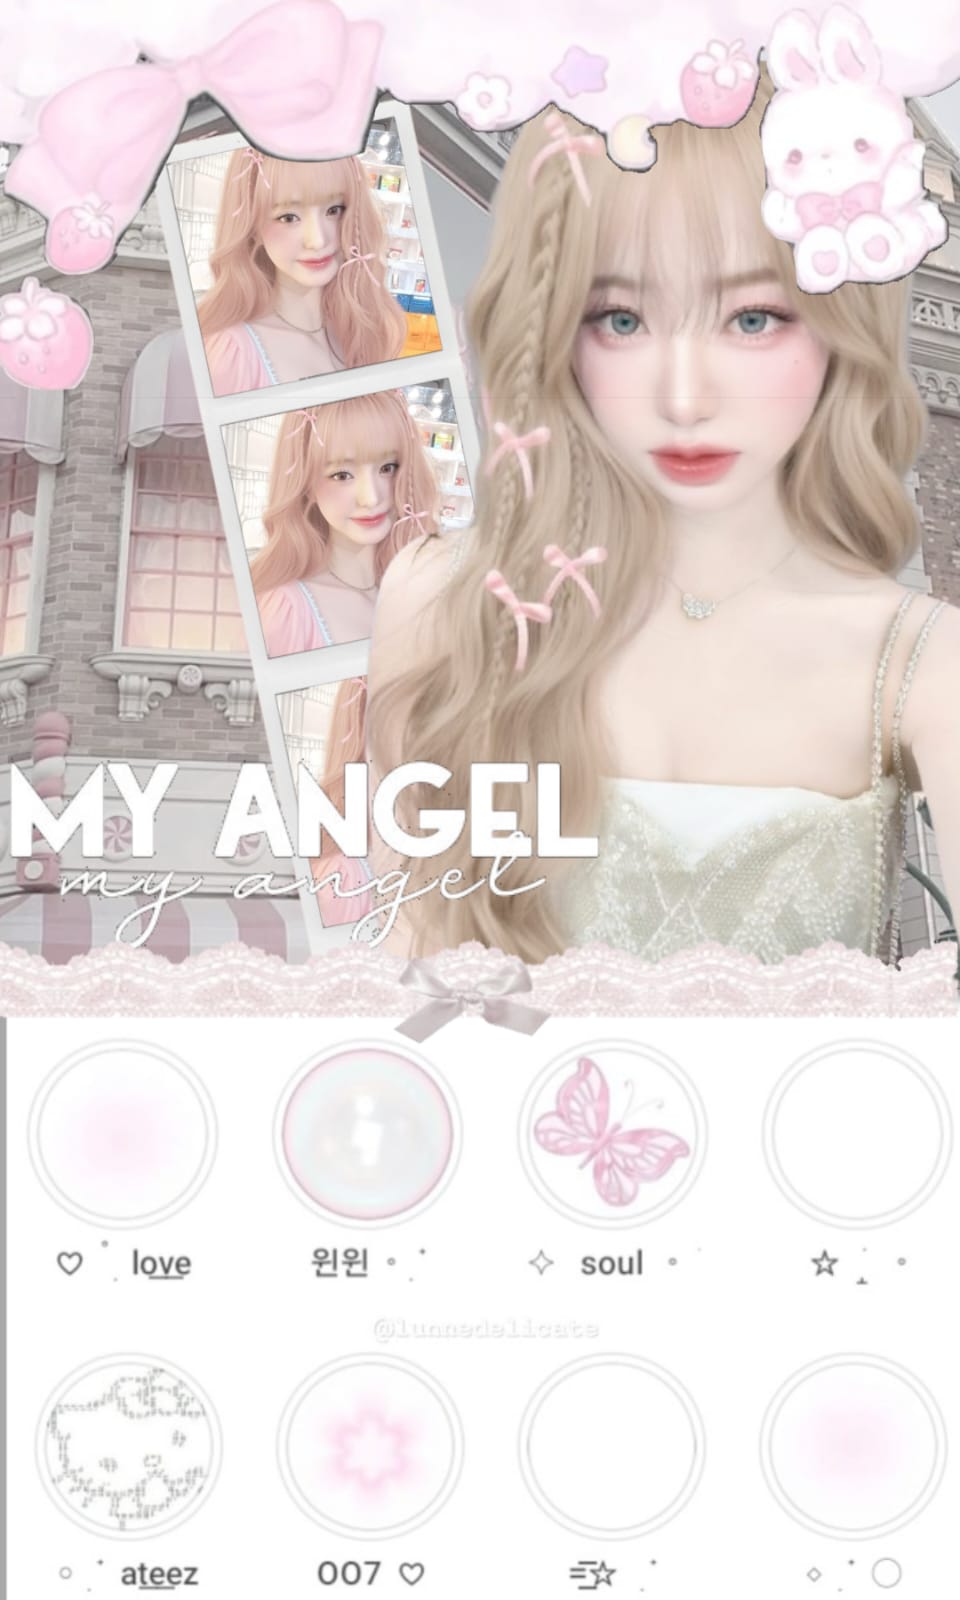 MY ANGEL
my angel
♡ love
윈윈
✧ soul
☆
@lunnedelicate
ateez
007 ♡
☆